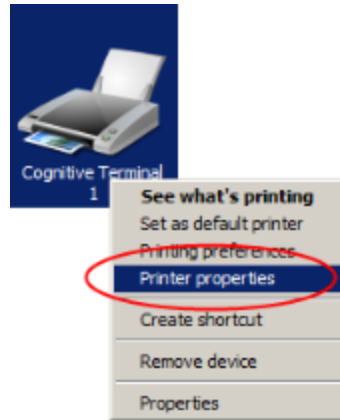 Cognitive Terminal
1
See what's printing
Set as default printer
Printing preferences
Printer properties
Create shortcut
Remove device
Properties